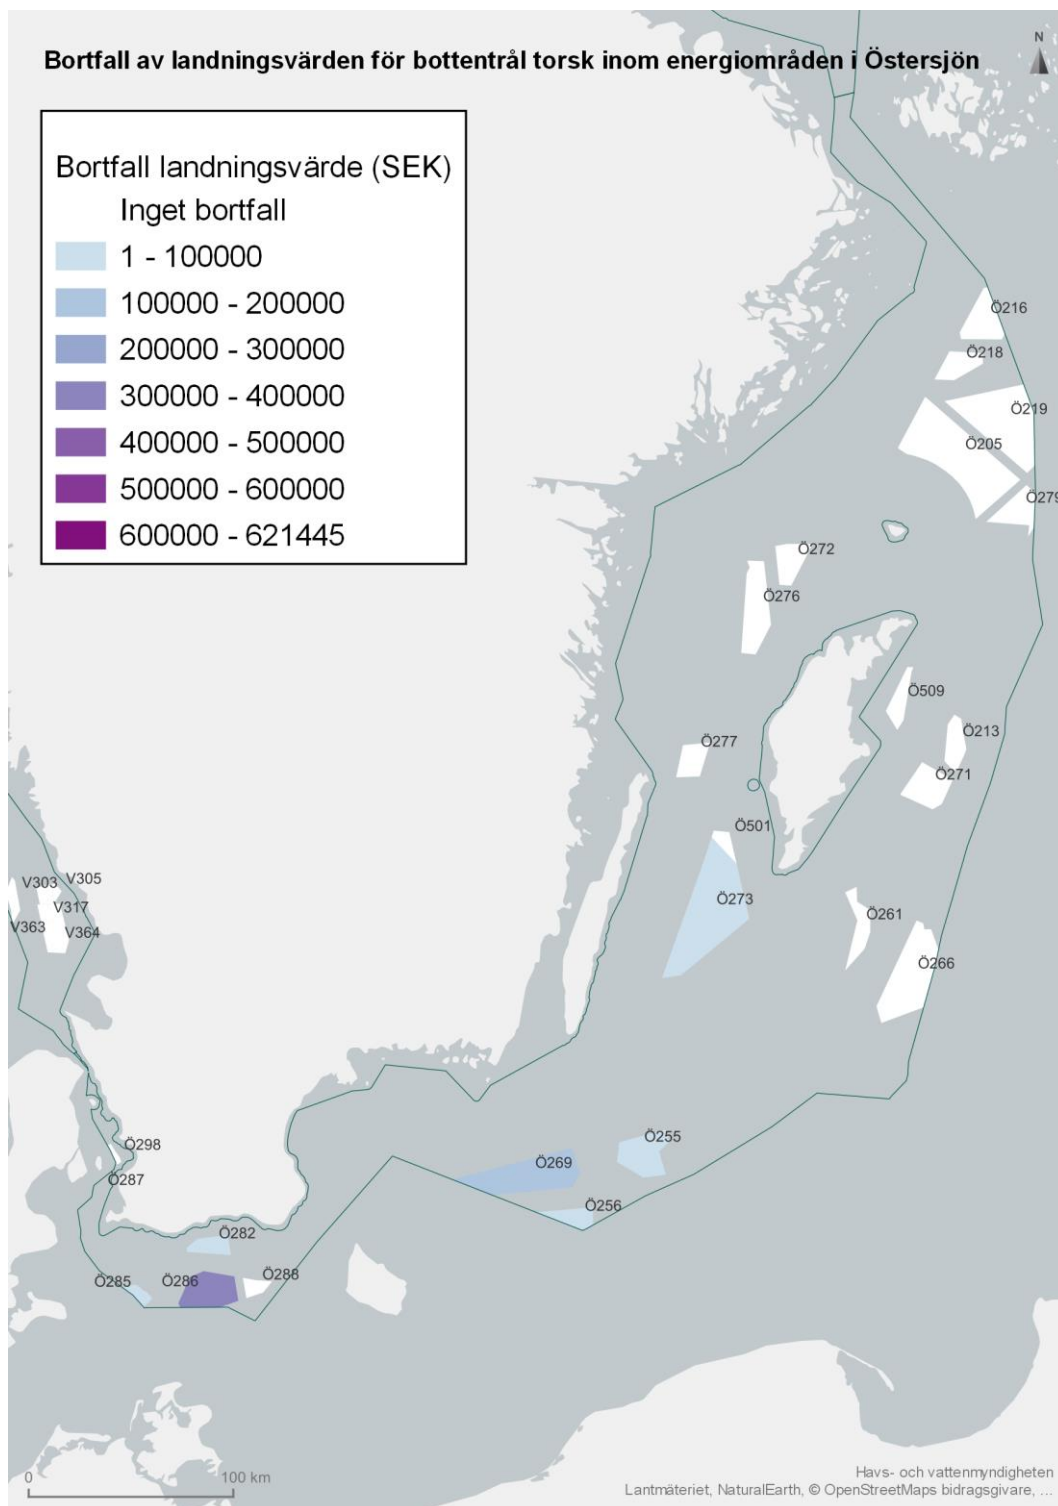 Bortfall av landningsvärden för bottentrål torsk inom energiområden i Östersjön
N
Bortfall landningsvärde (SEK)
Inget bortfall
1 - 100000
100000 - 200000
200000 - 300000
300000 - 400000
400000 - 500000
500000 - 600000
600000 - 621445
Ö216
Ö218
Ö219
Ö205
Ö279
Ö272
Ö276
Ö509
Ö213
Ö277
Ö271
Ö501
V303
V305
Ö273
V317
Ö261
V363
V364
Ö266
Ö298
Ö255
Ö269
Ö287
Ö256
Ö282
Ö285
Ö286
Ö288
0
100 km
Havs- och vattenmyndigheten
Lantmäteriet, NaturalEarth, © OpenStreetMaps bidragsgivare, ...